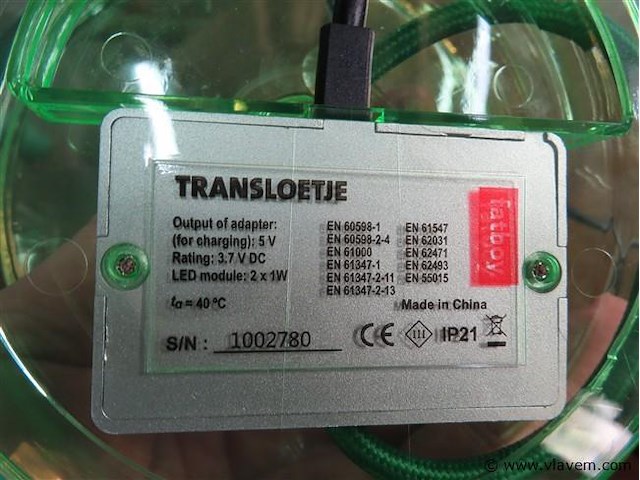 TRANSLOETJE
Output of adapter:
(for charging): 5 V
Rating: 3.7 V DC
LED module: 2 x 1W
ta = 40 ºC
EN 60598-1
EN 60598-2-4
EN 61000
EN 61347-1
EN 61347-2-11
EN 61347-2-13
EN 61547
EN 62031
EN 62471
EN 62493
EN 55015
fatboy
Made in China
S/N : 1002780
CE III IP21
© www.vlavem.com